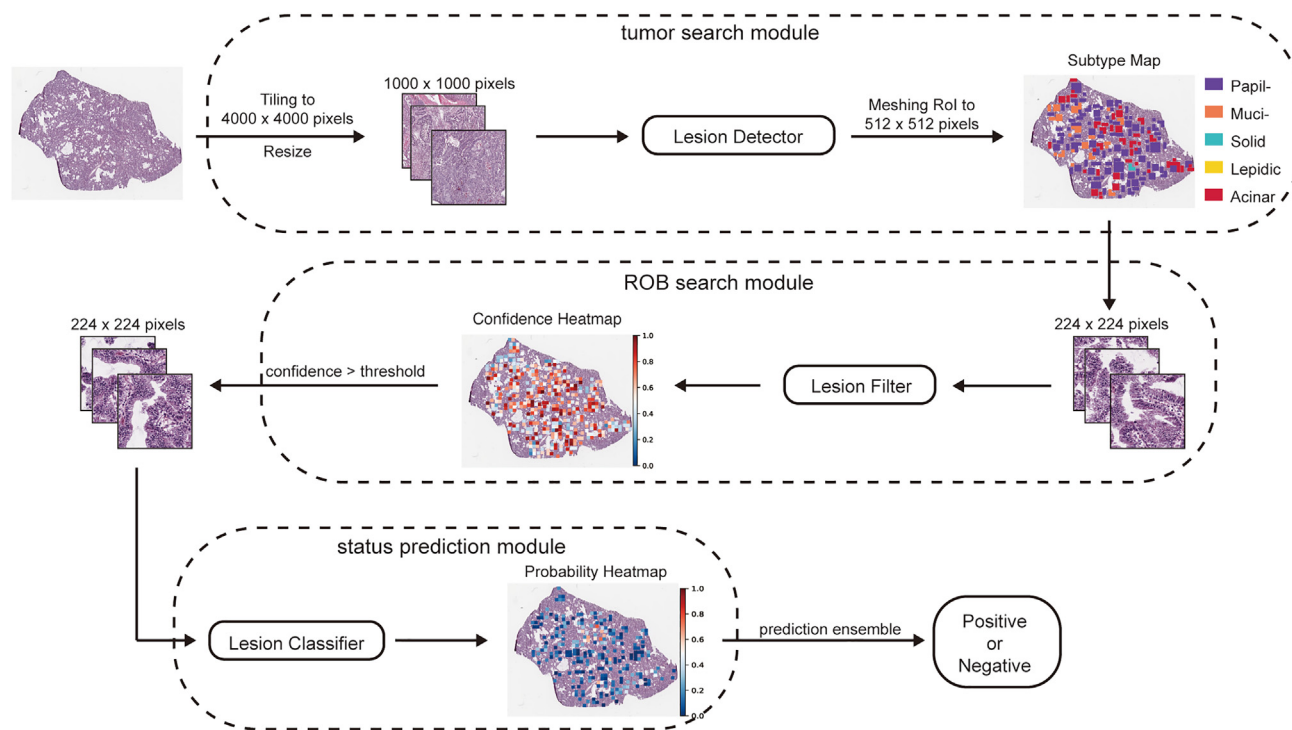 tumor search module
Tiling to
4000 x 4000 pixels
Resize
1000 x 1000 pixels
Lesion Detector
Meshing RoI to
512 x 512 pixels
Subtype Map
Papil-
Muci-
Solid
Lepidic
Acinar
ROB search module
224 x 224 pixels
Lesion Filter
Confidence Heatmap
1.0
0.8
0.6
0.4
0.2
0.0
confidence > threshold
224 x 224 pixels
status prediction module
Lesion Classifier
Probability Heatmap
1.0
0.8
0.6
0.4
0.2
0.0
prediction ensemble
Positive
or
Negative